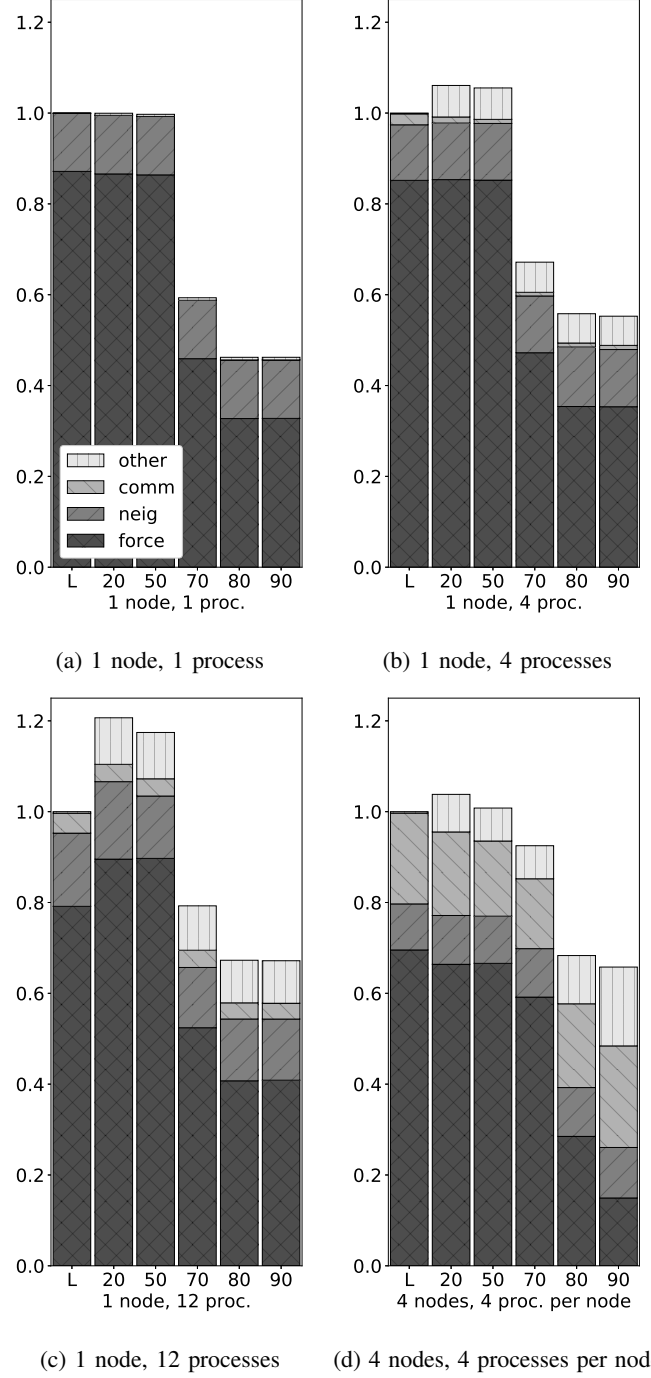 1.2
1.0
0.8
0.6
0.4
0.2
0.0
other
comm
neig
force
L 20 50 70 80 90
1 node, 1 proc.
(a) 1 node, 1 process
1.2
1.0
0.8
0.6
0.4
0.2
0.0
L 20 50 70 80 90
1 node, 4 proc.
(b) 1 node, 4 processes
1.2
1.0
0.8
0.6
0.4
0.2
0.0
L 20 50 70 80 90
1 node, 12 proc.
(c) 1 node, 12 processes
1.2
1.0
0.8
0.6
0.4
0.2
0.0
L 20 50 70 80 90
4 nodes, 4 proc. per node
(d) 4 nodes, 4 processes per nod